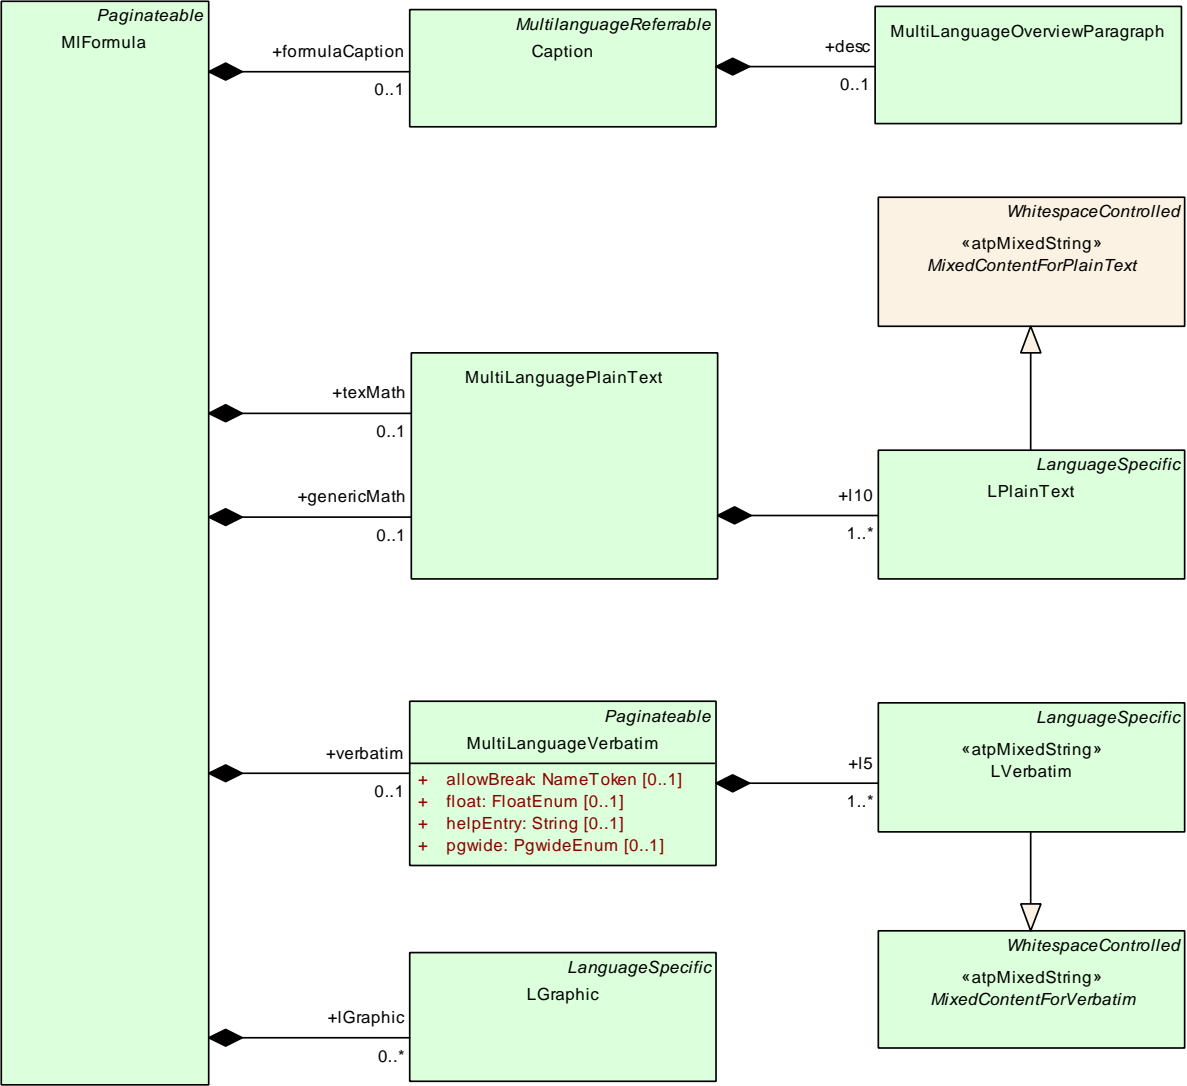 Paginateable
MlFormula
+formulaCaption
0..1
MultilanguageReferrable
Caption
+desc
0..1
MultiLanguageOverviewParagraph
WhitespaceControlled
«atpMixedString»
MixedContentForPlainText
+texMath
0..1
+genericMath
0..1
MultiLanguagePlainText
+l10
1..*
LanguageSpecific
LPlainText
+verbatim
0..1
Paginateable
MultiLanguageVerbatim
+ allowBreak: NameToken [0..1]
+ float: FloatEnum [0..1]
+ helpEntry: String [0..1]
+ pgwide: PgwideEnum [0..1]
+l5
1..*
LanguageSpecific
«atpMixedString»
LVerbatim
WhitespaceControlled
«atpMixedString»
MixedContentForVerbatim
+lGraphic
0..*
LanguageSpecific
LGraphic